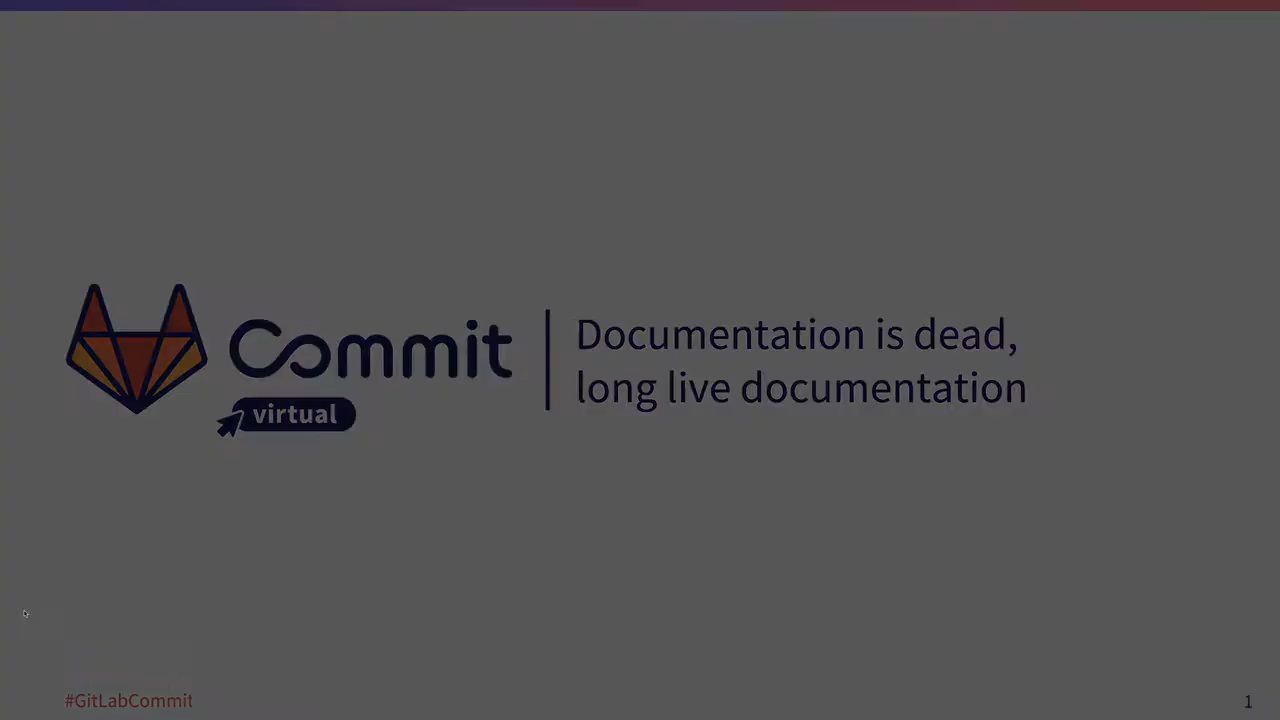 Commit
virtual
Documentation is dead,
long live documentation
#GitLabCommit
1